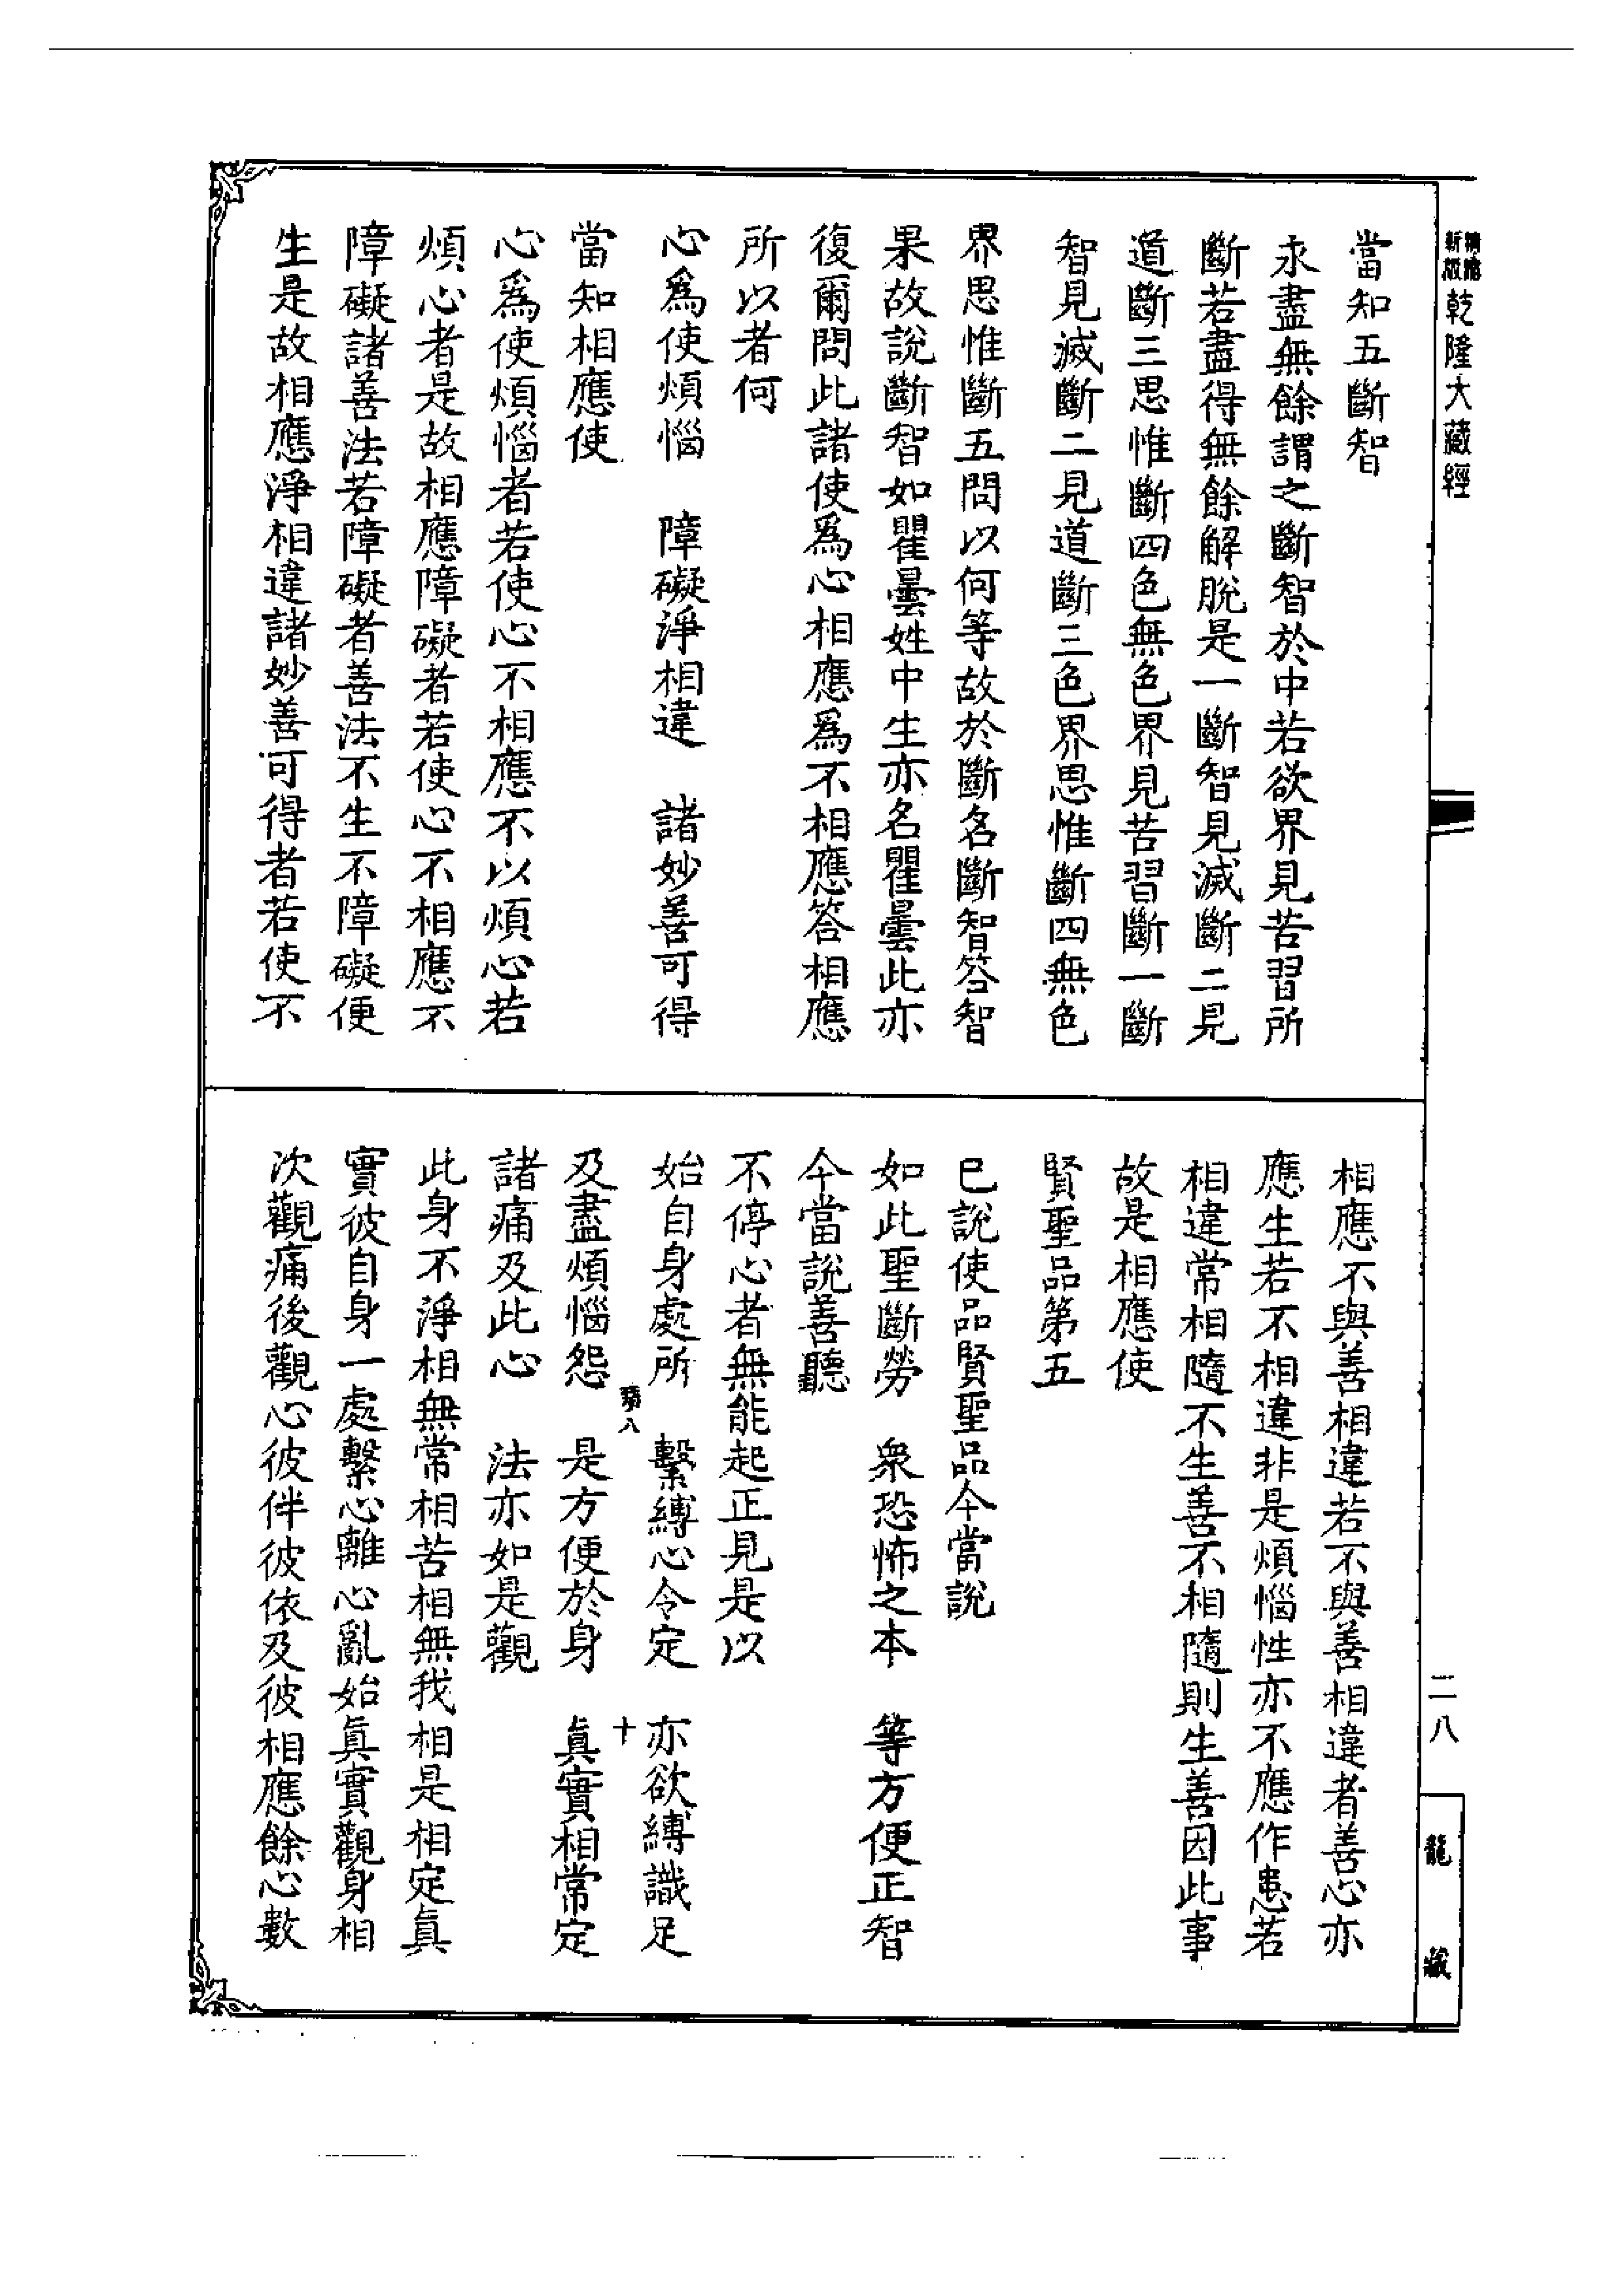 新版
乾隆大藏經
當知五斷智
永盡無餘謂之斷智於中若欲界見苦習所
斷若盡得無餘解脫是一斷智見滅斷二見
道斷三思惟斷四色無色界見苦習斷一斷
智見滅斷二見道斷三色界思惟斷四無色
界思惟斷五問以何等故於斷名斷智答智
果故說斷智如瞿曇姓中生亦名瞿曇此亦
復爾問此諸使爲心相應爲不相應答相應
所以者何
心爲使煩惱　障礙淨相違　諸妙善可得
當知相應使
心爲使煩惱者若使心不相應不以煩心若
煩心者是故相應障礙者若使心不相應不
障礙諸善法若障礙者善法不生不障礙便
生是故相應淨相違諸妙善可得者若使不
相應不與善相違若不與善相違者善心亦
應生若不相違非是煩惱性亦不應作患若
相違常相隨不生善不相隨則生善因此事
故是相應使
賢聖品第五
已說使品賢聖品今當說
如此聖斷勞　衆恐怖之本　等方便正智
今當說善聽
不停心者無能起正見是以
始自身處所　繫縛心令定　亦欲縛識足
及盡煩惱怨　是方便於身　眞實相常定
諸痛及此心　法亦如是觀
此身不淨相無常相苦相無我相是相定眞
實彼自身一處繫心離心亂始眞實觀身相
次觀痛後觀心彼伴彼依及彼相應餘心數
八
十
二八
龍藏